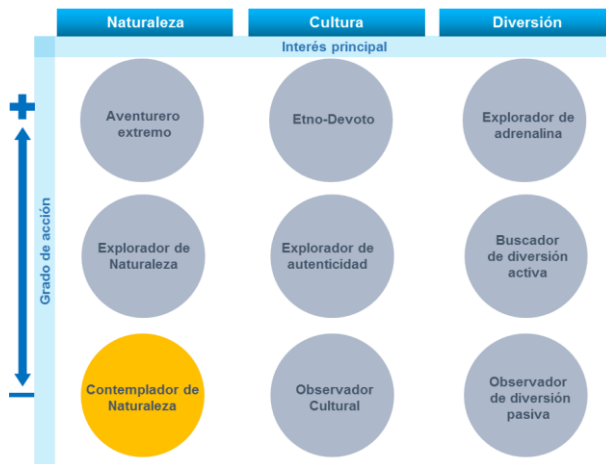 Naturaleza
Cultura
Diversión
Interés principal
Grado de acción
Aventurero
extremo
Etno-Devoto
Explorador de
adrenalina
Explorador de
Naturaleza
Explorador de
autenticidad
Buscador
de diversión
activa
Contemplador de
Naturaleza
Observador
Cultural
Observador
de diversión
pasiva